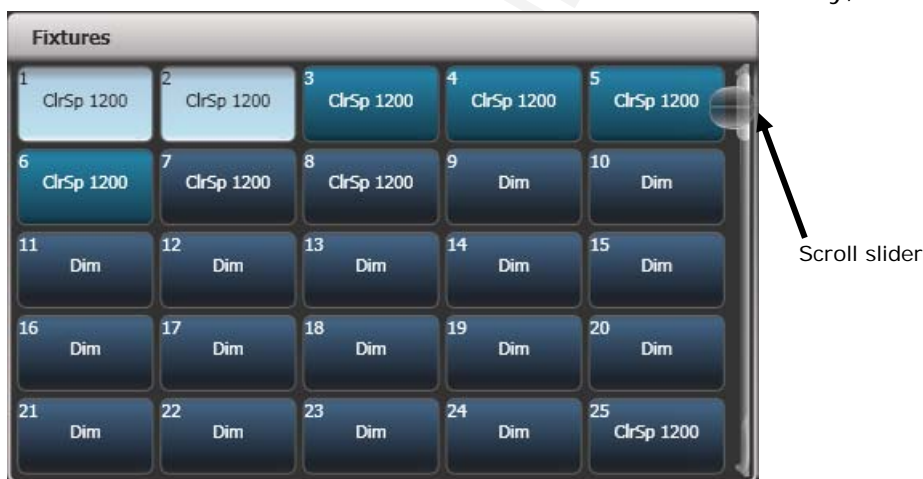 Fixtures
1 2 3 4 5
ClrSp 1200 ClrSp 1200 ClrSp 1200 ClrSp 1200 ClrSp 1200
6 7 8 9 10
ClrSp 1200 ClrSp 1200 ClrSp 1200 Dim Dim
11 12 13 14 15
Dim Dim Dim Dim Dim
Scroll slider
16 17 18 19 20
Dim Dim Dim Dim Dim
21 22 23 24 25
Dim Dim Dim Dim ClrSp 1200